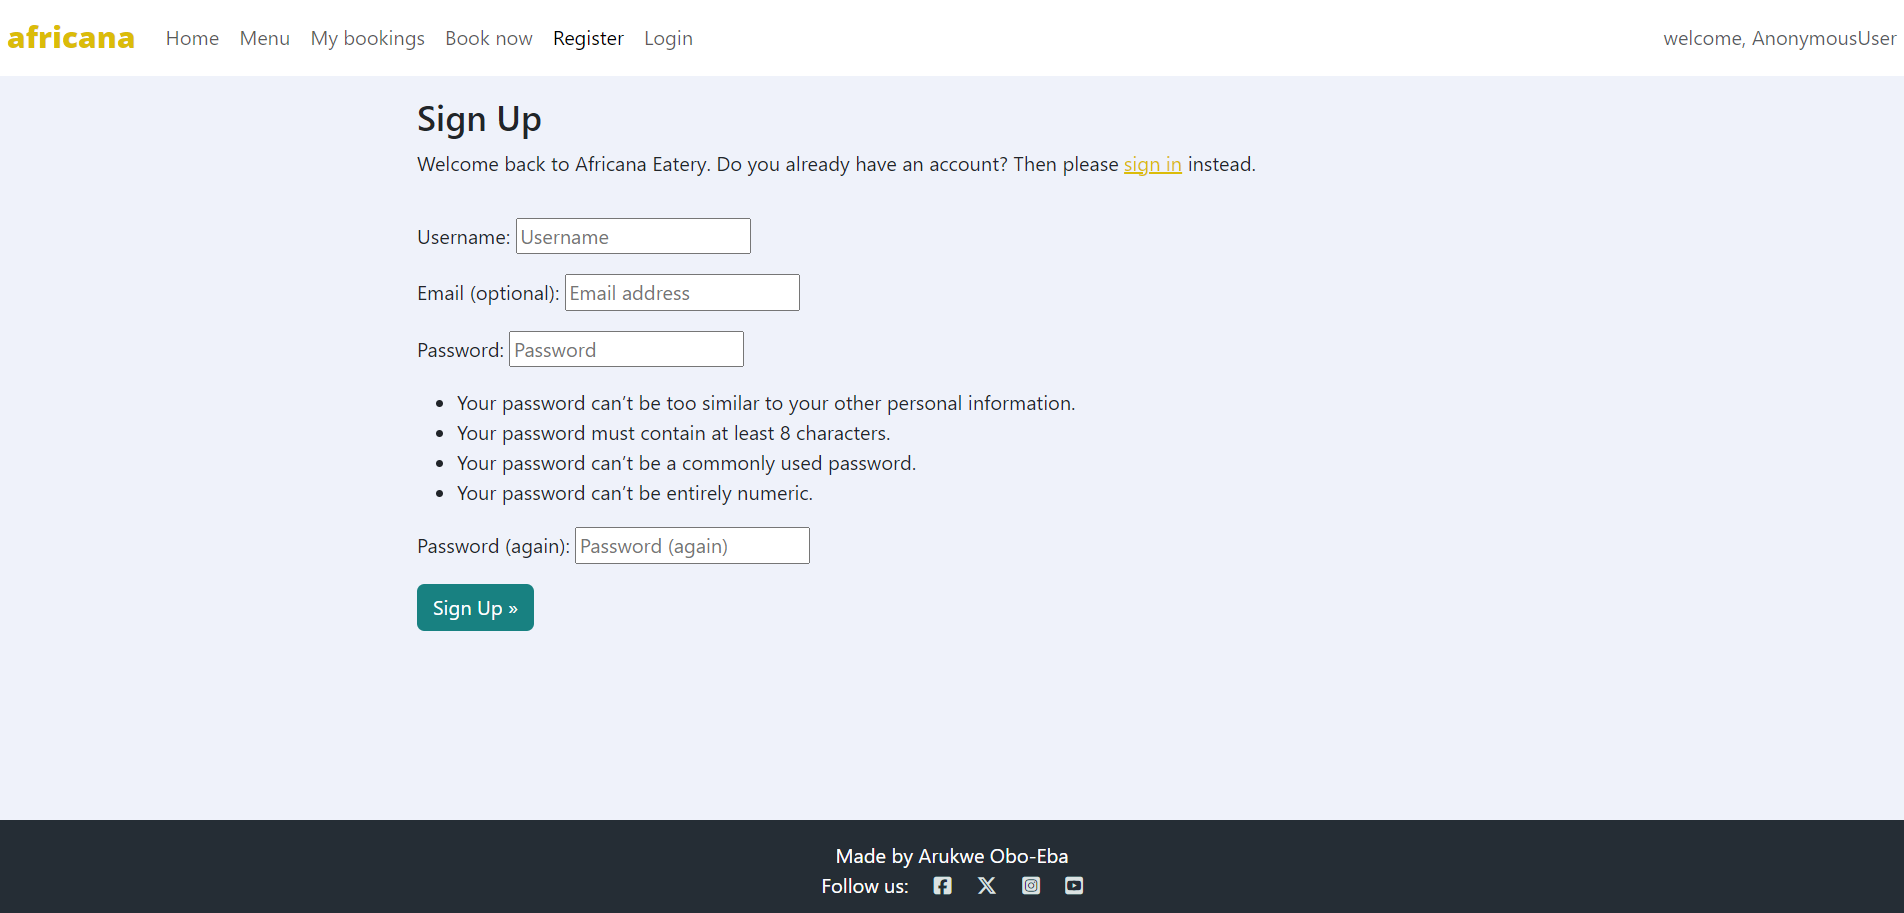 africana Home Menu My bookings Book now Register Login welcome, AnonymousUser
Sign Up
Welcome back to Africana Eatery. Do you already have an account? Then please sign in instead.
Username: Username
Email (optional): Email address
Password: Password
Your password can’t be too similar to your other personal information.
Your password must contain at least 8 characters.
Your password can’t be a commonly used password.
Your password can’t be entirely numeric.
Password (again): Password (again)
Sign Up »
Made by Arukwe Obo-Eba
Follow us: